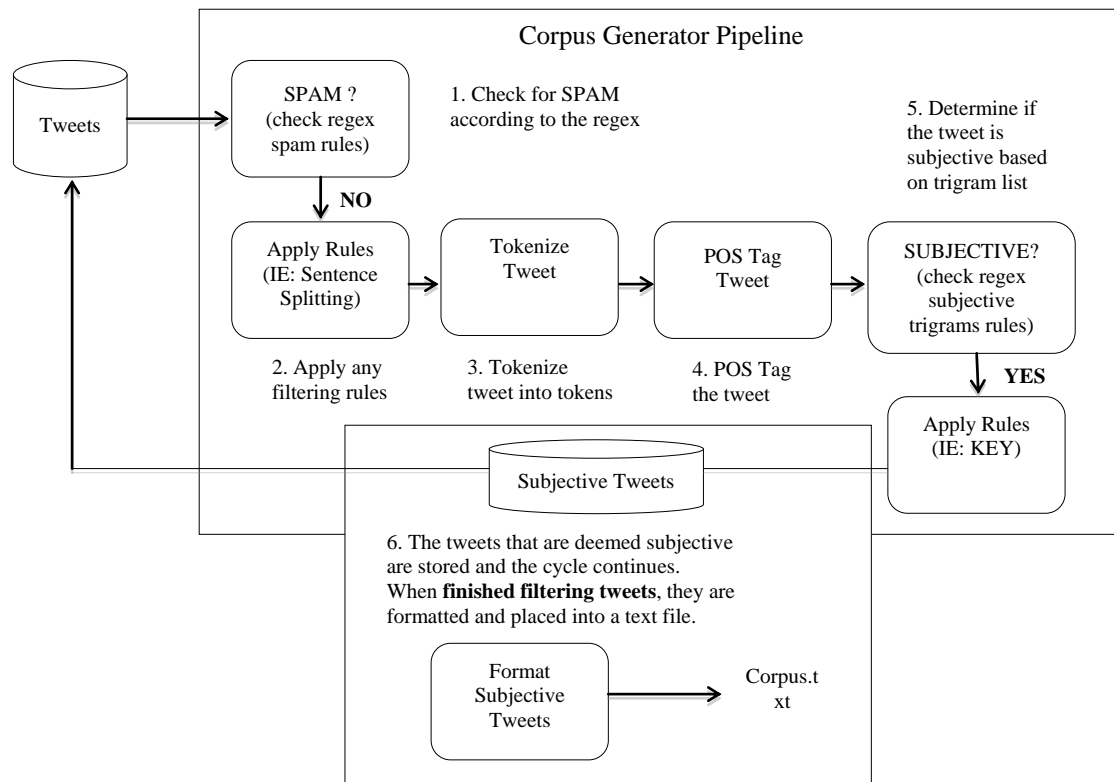 Corpus Generator Pipeline
Tweets
SPAM ?
(check regex
spam rules)
1. Check for SPAM
according to the regex
5. Determine if
the tweet is
subjective based
on trigram list
NO
Apply Rules
(IE: Sentence
Splitting)
Tokenize
Tweet
POS Tag
Tweet
SUBJECTIVE?
(check regex
subjective
trigrams rules)
2. Apply any
filtering rules
3. Tokenize
tweet into tokens
4. POS Tag
the tweet
YES
Apply Rules
(IE: KEY)
Subjective Tweets
6. The tweets that are deemed subjective
are stored and the cycle continues.
When finished filtering tweets, they are
formatted and placed into a text file.
Format
Subjective
Tweets
Corpus.t
xt